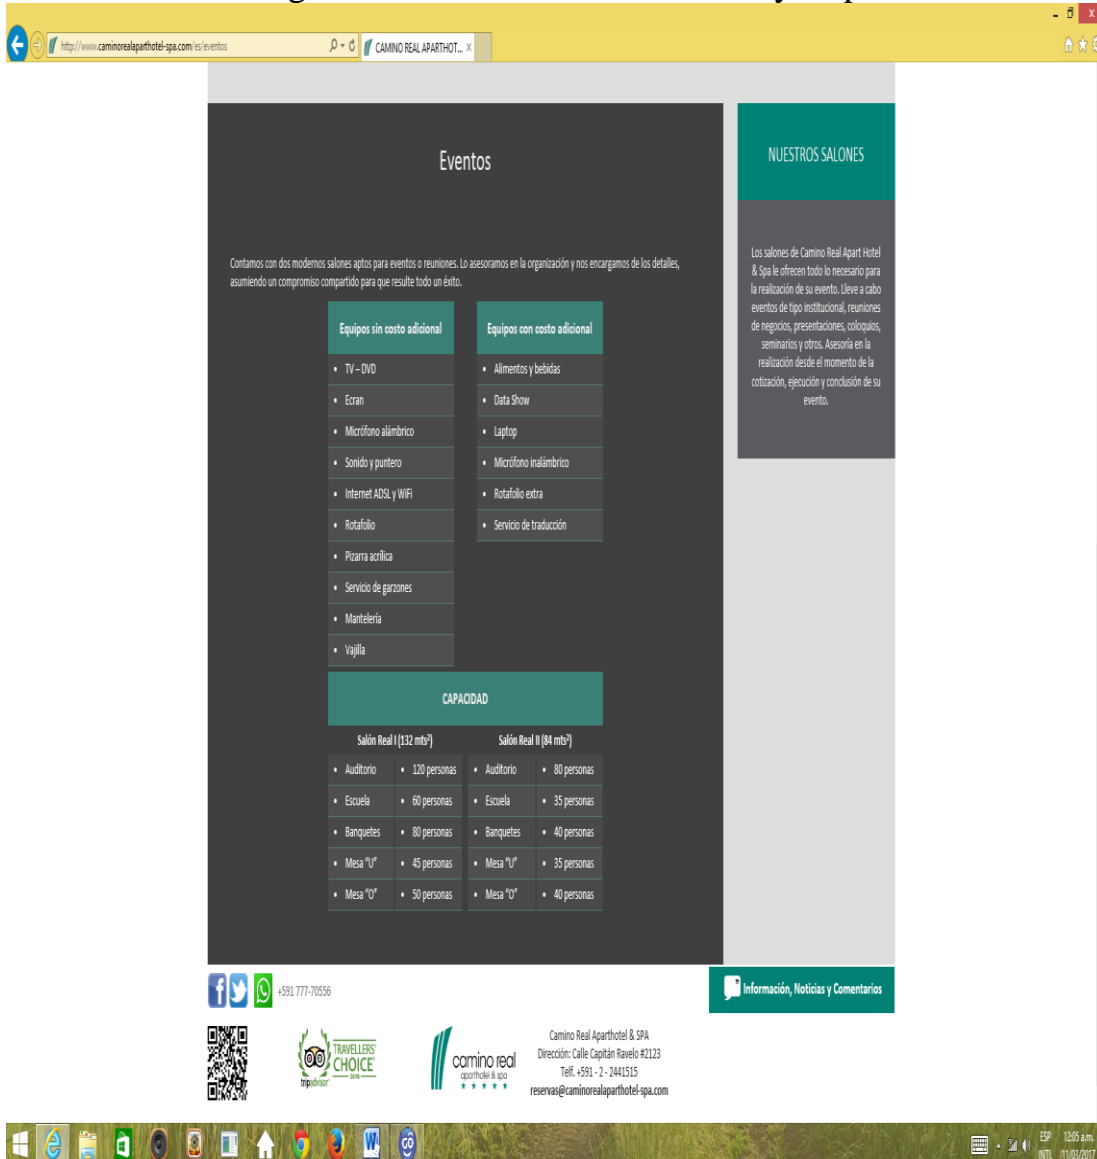 http://www.caminorealaparthotel-spa.com/es/eventos
CAMINO REAL APARTHOT...
Eventos
Contamos con dos modernos salones aptos para eventos o reuniones. Lo asesoramos en la organización y nos encargamos de los detalles,
asumiendo un compromiso compartido para que resulte todo un éxito.
Equipos sin costo adicional
• TV – DVD
• Ecran
• Micrófono alámbrico
• Sonido y puntero
• Internet ADSL y WiFi
• Rotafolio
• Pizarra acrílica
• Servicio de garzones
• Mantelería
• Vajilla
Equipos con costo adicional
• Alimentos y bebidas
• Data Show
• Laptop
• Micrófono inalámbrico
• Rotafolio extra
• Servicio de traducción
CAPACIDAD
Salón Real I (132 mts²) Salón Real II (84 mts²)
• Auditorio • 120 personas • Auditorio • 80 personas
• Escuela • 60 personas • Escuela • 35 personas
• Banquetes • 80 personas • Banquetes • 40 personas
• Mesa "U" • 45 personas • Mesa "U" • 35 personas
• Mesa "O" • 50 personas • Mesa "O" • 40 personas
NUESTROS SALONES
Los salones de Camino Real Apart Hotel
& Spa le ofrecen todo lo necesario para
la realización de su evento. Lleve a cabo
eventos de tipo institucional, reuniones
de negocios, presentaciones, coloquios,
seminarios y otros. Asesoría en la
realización desde el momento de la
cotización, ejecución y conclusión de su
evento.
+591 777-70556
Información, Noticias y Comentarios
TRAVELLERS'
CHOICE
2016
tripadvisor
camino real
aparthotel & spa
Camino Real Aparthotel & SPA
Dirección: Calle Capitán Ravelo #2123
Telf. +591 - 2 - 2441515
reservas@caminorealaparthotel-spa.com
ESP 12:05 a.m.
INTL 11/03/2017